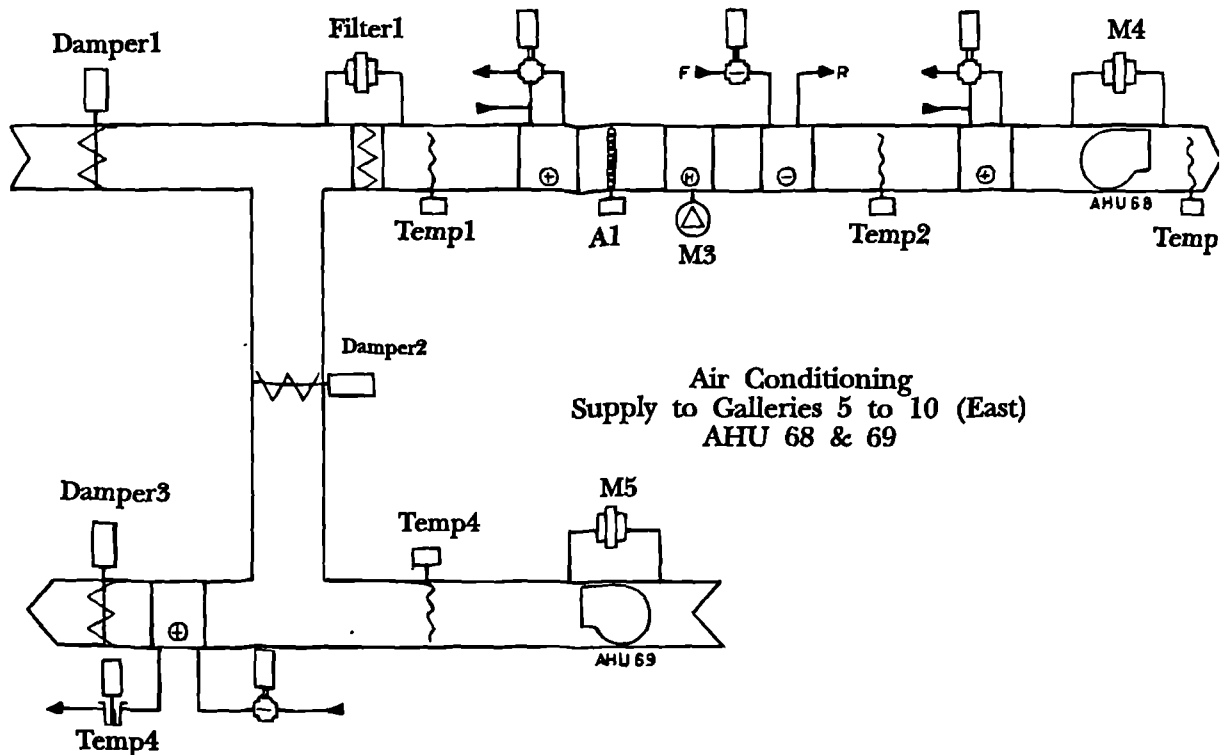 Damper1
Filter1
M4
F
R
Temp1
A1
H
M3
Temp2
AHU 68
Temp
Damper2
Air Conditioning
Supply to Galleries 5 to 10 (East)
AHU 68 & 69
Damper3
Temp4
M5
AHU 69
Temp4